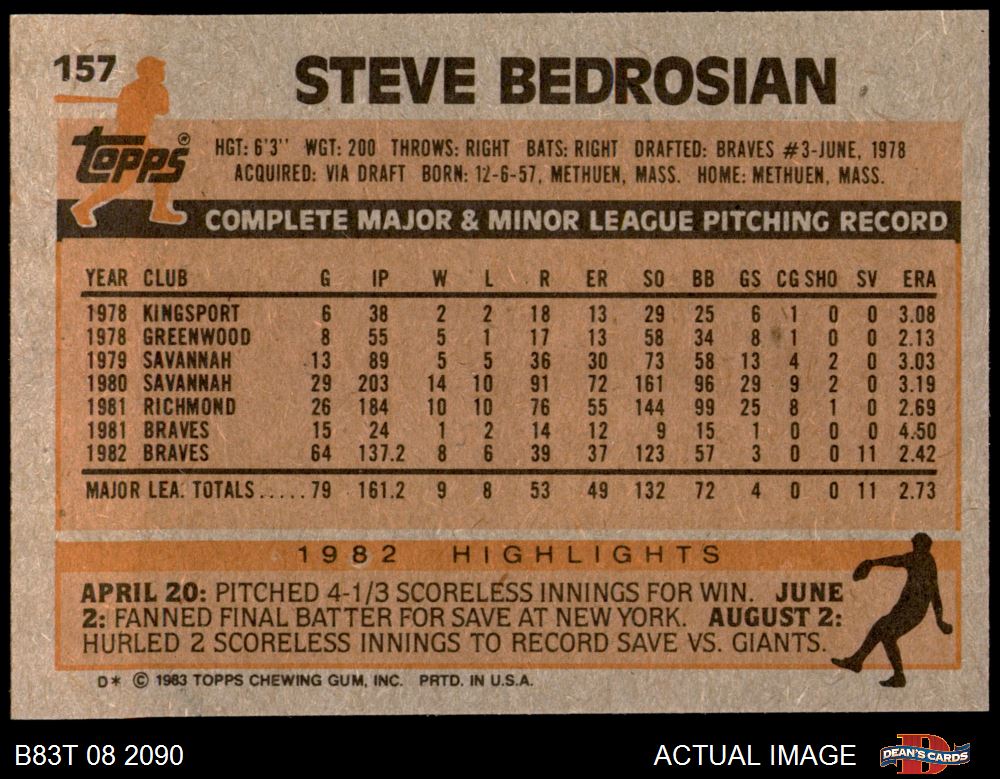 157
STEVE BEDROSIAN
Topps®
HGT: 6'3'' WGT: 200 THROWS: RIGHT BATS: RIGHT DRAFTED: BRAVES #3-JUNE, 1978
ACQUIRED: VIA DRAFT BORN: 12-6-57, METHUEN, MASS. HOME: METHUEN, MASS.
COMPLETE MAJOR & MINOR LEAGUE PITCHING RECORD
YEAR CLUB G IP W L R ER SO BB GS CG SHO SV ERA
1978 KINGSPORT 6 38 2 2 18 13 29 25 6 1 0 0 3.08
1978 GREENWOOD 8 55 5 1 17 13 58 34 8 1 0 0 2.13
1979 SAVANNAH 13 89 5 5 36 30 73 58 13 4 2 0 3.03
1980 SAVANNAH 29 203 14 10 91 72 161 96 29 9 2 0 3.19
1981 RICHMOND 26 184 10 10 76 55 144 99 25 8 1 0 2.69
1981 BRAVES 15 24 1 2 14 12 9 15 1 0 0 0 4.50
1982 BRAVES 64 137.2 8 6 39 37 123 57 3 0 0 11 2.42
MAJOR LEA. TOTALS.....79 161.2 9 8 53 49 132 72 4 0 0 11 2.73
1982 HIGHLIGHTS
APRIL 20: PITCHED 4-1/3 SCORELESS INNINGS FOR WIN. JUNE
2: FANNED FINAL BATTER FOR SAVE AT NEW YORK. AUGUST 2:
HURLED 2 SCORELESS INNINGS TO RECORD SAVE VS. GIANTS.
D* © 1983 TOPPS CHEWING GUM, INC. PRTD. IN U.S.A.
B83T 08 2090 ACTUAL IMAGE
D DEAN'S CARDS